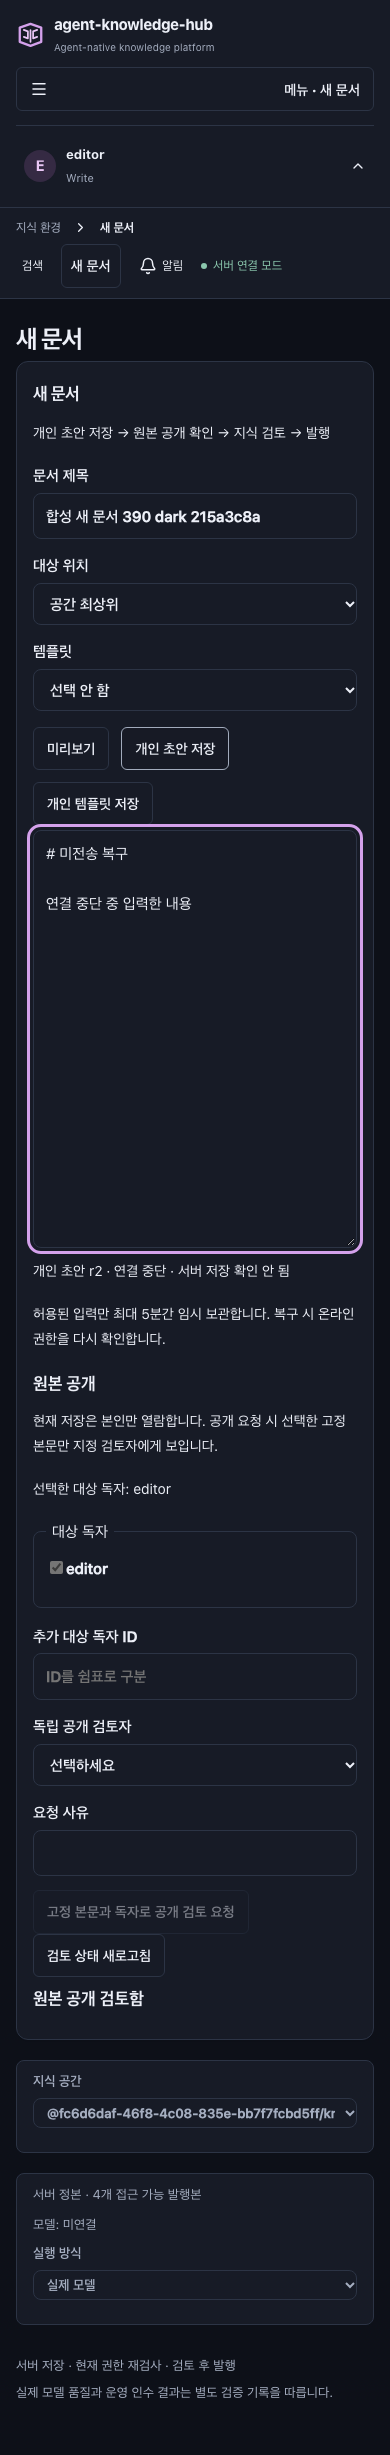 agent-knowledge-hub
Agent-native knowledge platform
메뉴 · 새 문서
E
editor
Write
지식 환경 > 새 문서
검색 새 문서 알림 서버 연결 모드
새 문서
새 문서
개인 초안 저장 → 원본 공개 확인 → 지식 검토 → 발행
문서 제목
합성 새 문서 390 dark 215a3c8a
대상 위치
공간 최상위
템플릿
선택 안 함
미리보기 개인 초안 저장
개인 템플릿 저장
# 미전송 복구
연결 중단 중 입력한 내용
개인 초안 r2 · 연결 중단 · 서버 저장 확인 안 됨
허용된 입력만 최대 5분간 임시 보관합니다. 복구 시 온라인
권한을 다시 확인합니다.
원본 공개
현재 저장은 본인만 열람합니다. 공개 요청 시 선택한 고정
본문만 지정 검토자에게 보입니다.
선택한 대상 독자: editor
대상 독자
editor
추가 대상 독자 ID
ID를 쉼표로 구분
독립 공개 검토자
선택하세요
요청 사유
고정 본문과 독자로 공개 검토 요청
검토 상태 새로고침
원본 공개 검토함
지식 공간
@fc6d6daf-46f8-4c08-835e-bb7f7fcbd5ff/kr
서버 정본 · 4개 접근 가능 발행본
모델: 미연결
실행 방식
실제 모델
서버 저장 · 현재 권한 재검사 · 검토 후 발행
실제 모델 품질과 운영 인수 결과는 별도 검증 기록을 따릅니다.